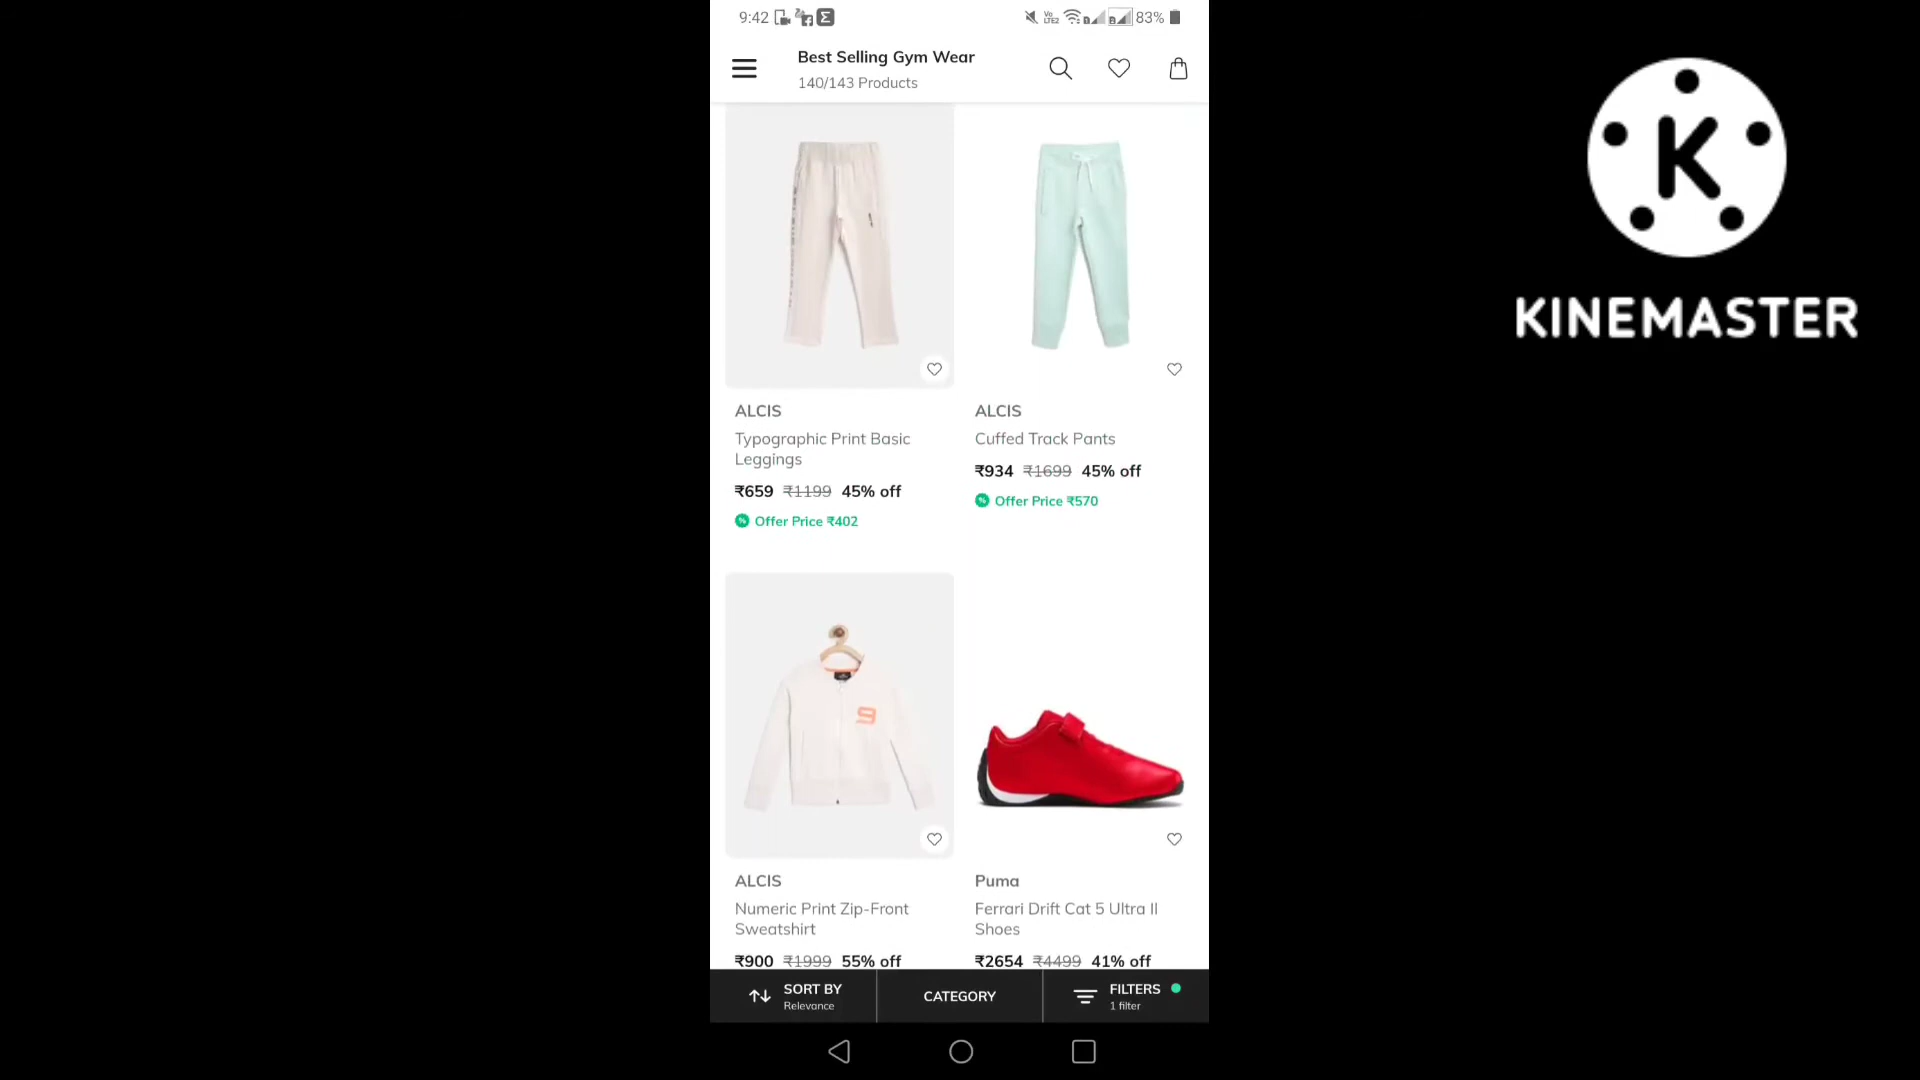 9:42
83%
Best Selling Gym Wear
140/143 Products
K
KINEMASTER
ALCIS
Typographic Print Basic
Leggings
₹659 ₹1199 45% off
Offer Price ₹402
ALCIS
Cuffed Track Pants
₹934 ₹1699 45% off
Offer Price ₹570
9
ALCIS
Numeric Print Zip-Front
Sweatshirt
₹900 ₹1999 55% off
Puma
Ferrari Drift Cat 5 Ultra II
Shoes
₹2654 ₹4499 41% off
SORT BY
Relevance
CATEGORY
FILTERS
1 filter